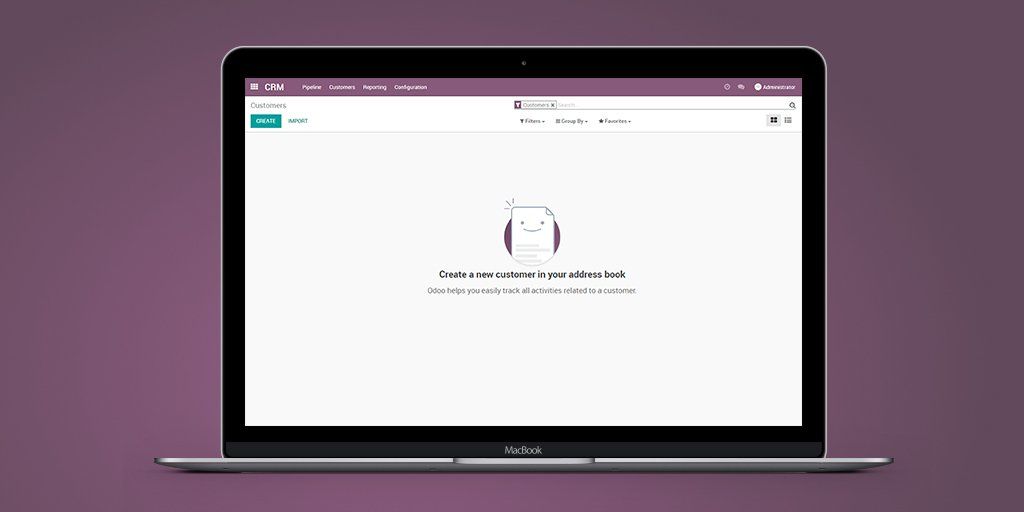 CRM Pipeline Customers Reporting Configuration Administrator
Customers
Customers x Search...
CREATE IMPORT Filters Group By Favorites
Create a new customer in your address book
Odoo helps you easily track all activities related to a customer.
MacBook